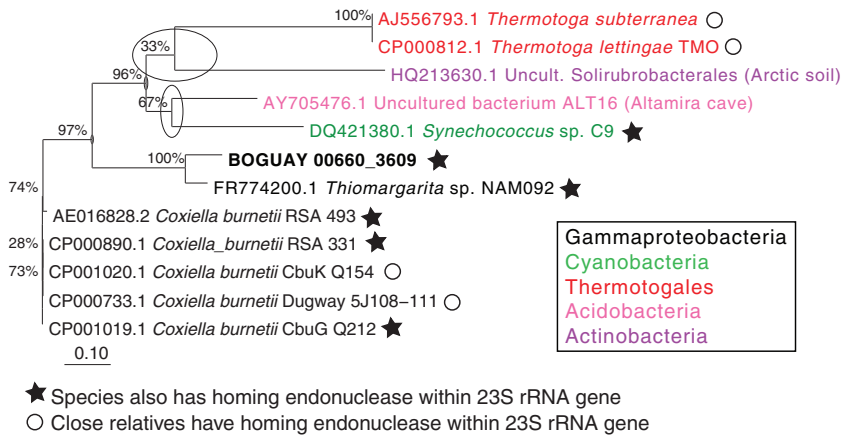 100% AJ556793.1 Thermotoga subterranea
33% CP000812.1 Thermotoga lettingae TMO
96% HQ213630.1 Uncult. Solirubrobacterales (Arctic soil)
67% AY705476.1 Uncultured bacterium ALT16 (Altamira cave)
97% DQ421380.1 Synechococcus sp. C9
100% BOGUAY 00660_3609
74% FR774200.1 Thiomargarita sp. NAM092
AE016828.2 Coxiella burnetii RSA 493
28% CP000890.1 Coxiella_burnetii RSA 331
73% CP001020.1 Coxiella burnetii CbuK Q154
CP000733.1 Coxiella burnetii Dugway 5J108–111
CP001019.1 Coxiella burnetii CbuG Q212
0.10
Gammaproteobacteria
Cyanobacteria
Thermotogales
Acidobacteria
Actinobacteria
Species also has homing endonuclease within 23S rRNA gene
Close relatives have homing endonuclease within 23S rRNA gene